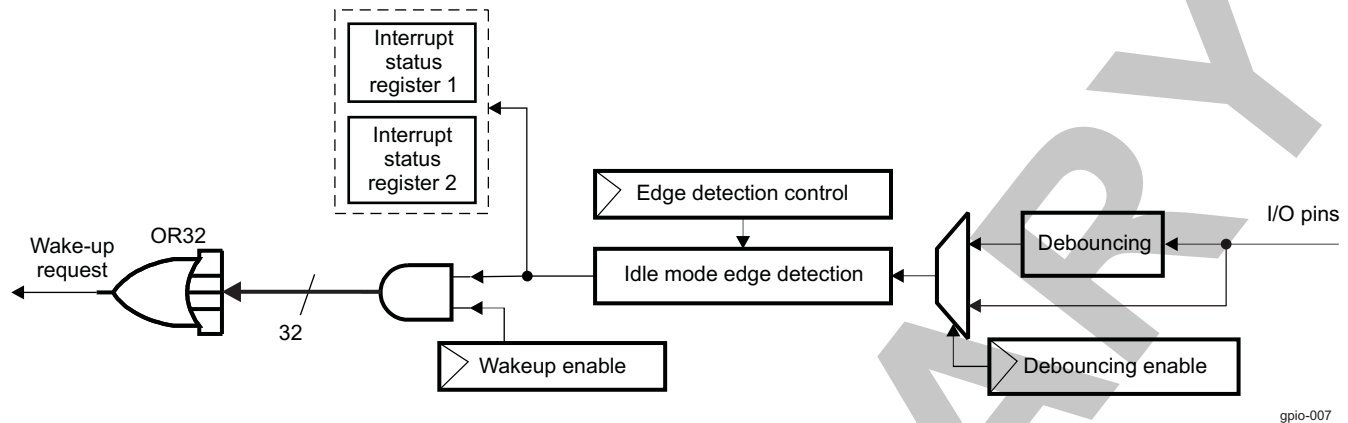 Interrupt
status
register 1
Interrupt
status
register 2
Edge detection control
I/O pins
Wake-up
request
OR32
Debouncing
Idle mode edge detection
32
Wakeup enable
Debouncing enable
gpio-007
ARY